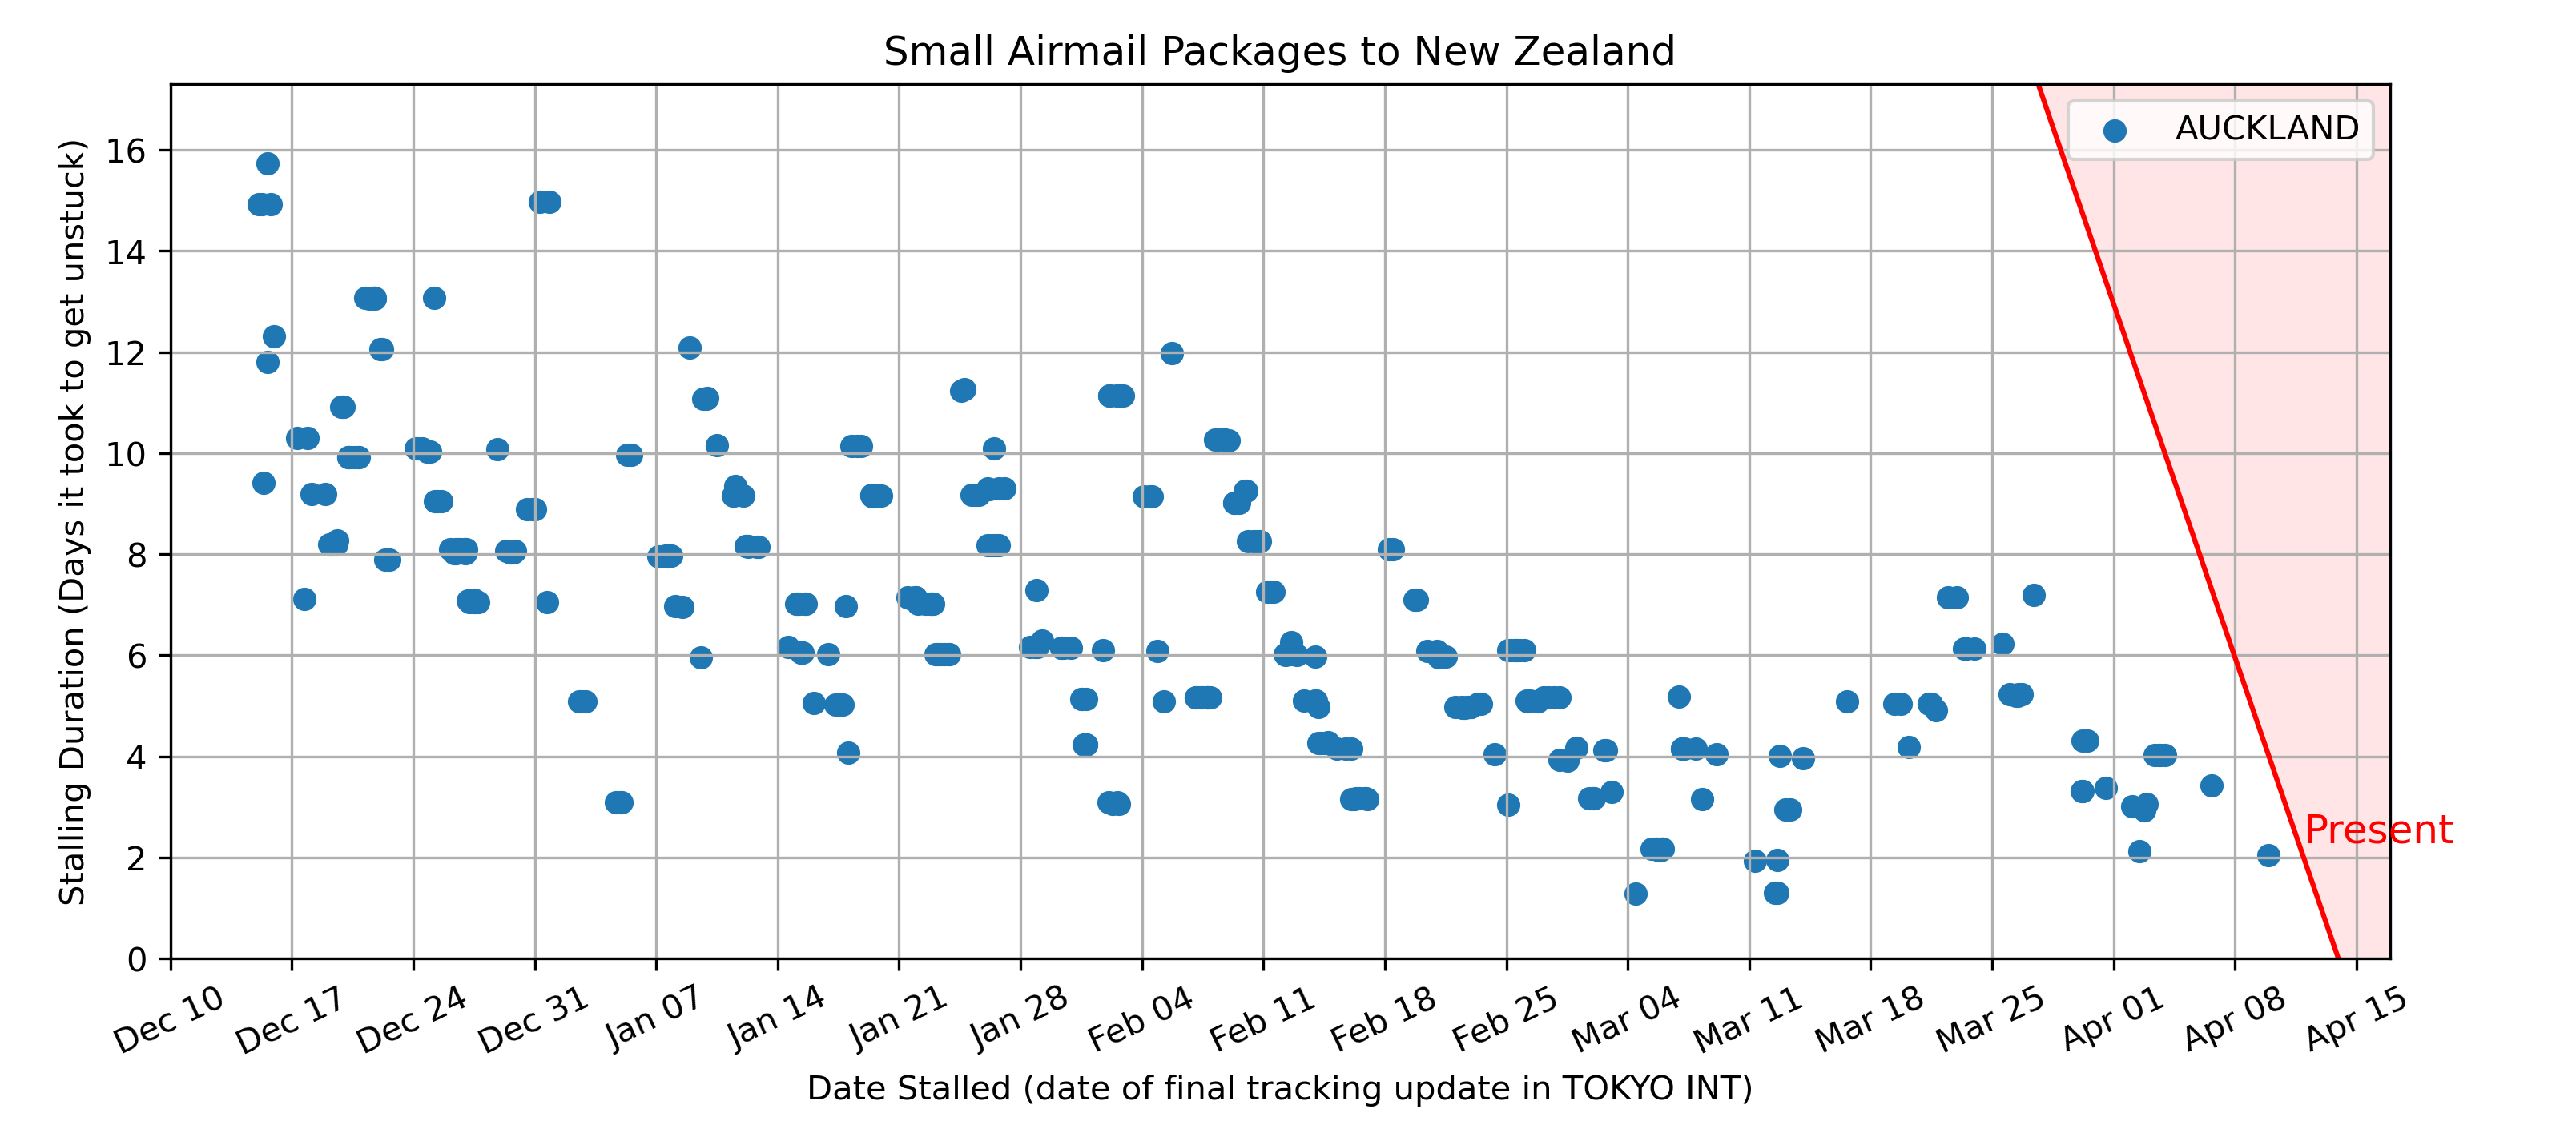 Small Airmail Packages to New Zealand
AUCKLAND
Stalling Duration (Days it took to get unstuck)
16
14
12
10
8
6
4
2
0
Present
Dec 10 Dec 17 Dec 24 Dec 31 Jan 07 Jan 14 Jan 21 Jan 28 Feb 04 Feb 11 Feb 18 Feb 25 Mar 04 Mar 11 Mar 18 Mar 25 Apr 01 Apr 08 Apr 15
Date Stalled (date of final tracking update in TOKYO INT)